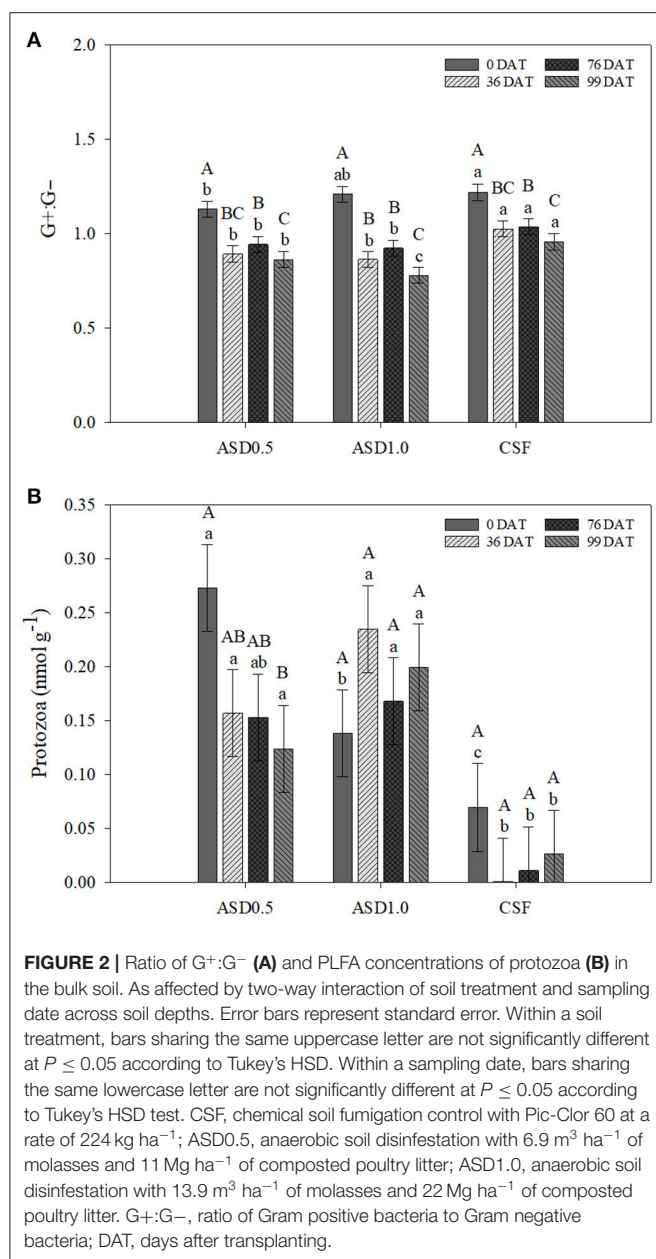 A
0 DAT 76 DAT
36 DAT 99 DAT
2.0
1.5
1.0
0.5
0.0
G+:G−
A A A
b ab a
BC B C B B C BC B C
b b b b b c a a a
ASD0.5 ASD1.0 CSF
B
0 DAT 76 DAT
36 DAT 99 DAT
0.35
0.30
0.25
0.20
0.15
0.10
0.05
0.00
Protozoa (nmol g⁻¹)
A AB AB B A A A A A A A A
a a ab a b a a a c b b b
ASD0.5 ASD1.0 CSF
FIGURE 2 | Ratio of G⁺:G⁻ (A) and PLFA concentrations of protozoa (B) in
the bulk soil. As affected by two-way interaction of soil treatment and sampling
date across soil depths. Error bars represent standard error. Within a soil
treatment, bars sharing the same uppercase letter are not significantly different
at P ≤ 0.05 according to Tukey's HSD. Within a sampling date, bars sharing
the same lowercase letter are not significantly different at P ≤ 0.05 according
to Tukey's HSD test. CSF, chemical soil fumigation control with Pic-Clor 60 at a
rate of 224 kg ha⁻¹; ASD0.5, anaerobic soil disinfestation with 6.9 m³ ha⁻¹ of
molasses and 11 Mg ha⁻¹ of composted poultry litter; ASD1.0, anaerobic soil
disinfestation with 13.9 m³ ha⁻¹ of molasses and 22 Mg ha⁻¹ of composted
poultry litter. G+:G−, ratio of Gram positive bacteria to Gram negative
bacteria; DAT, days after transplanting.